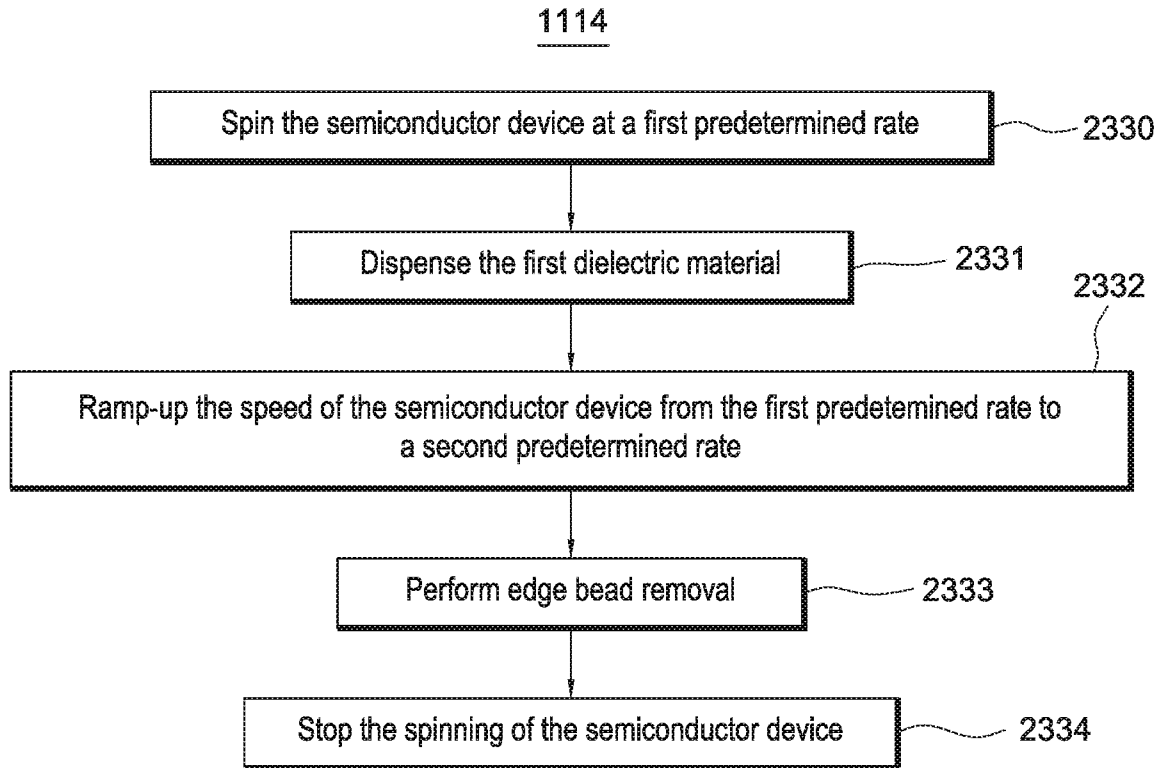 1114
Spin the semiconductor device at a first predetermined rate
2330
Dispense the first dielectric material
2331
2332
Ramp-up the speed of the semiconductor device from the first predetemined rate to
a second predetermined rate
Perform edge bead removal
2333
Stop the spinning of the semiconductor device
2334